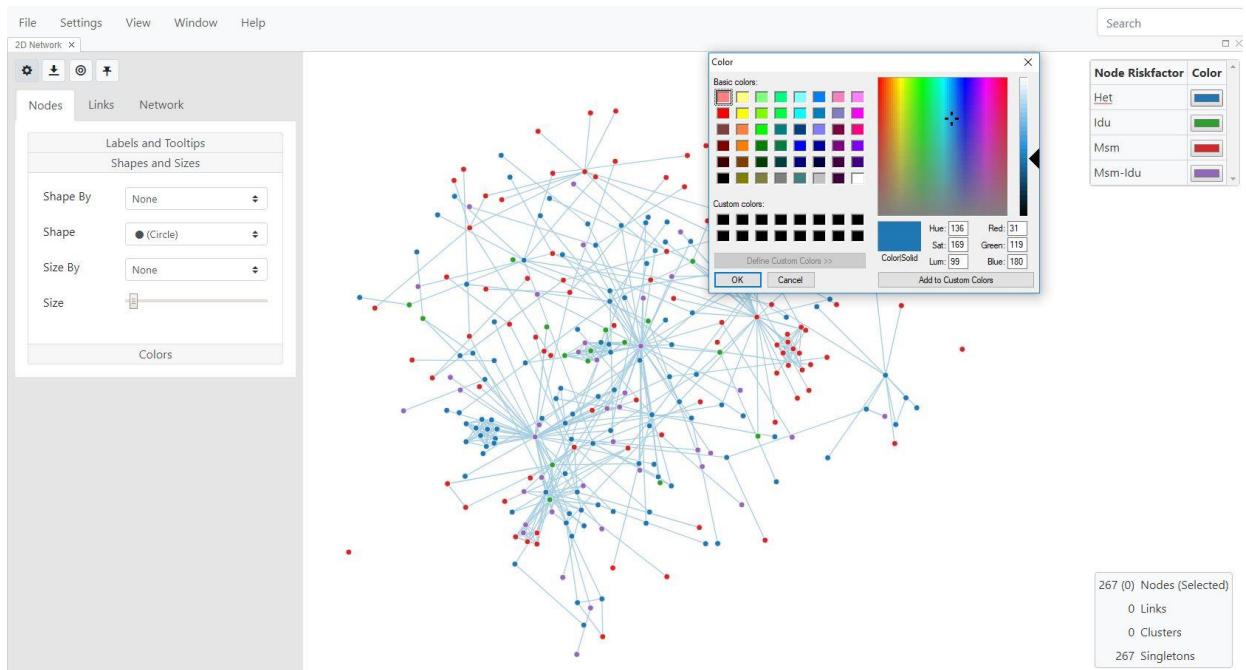 File Settings View Window Help Search
2D Network ×
Nodes Links Network
Labels and Tooltips
Shapes and Sizes
Shape By None
Shape (Circle)
Size By None
Size
Colors
Color
Basic colors:
Custom colors:
Define Custom Colors >>
OK Cancel
Color|Solid
Hue: 136 Red: 31
Sat: 169 Green: 119
Lum: 99 Blue: 180
Add to Custom Colors
Node Riskfactor Color
Het
Idu
Msm
Msm-Idu
267 (0) Nodes (Selected)
0 Links
0 Clusters
267 Singletons